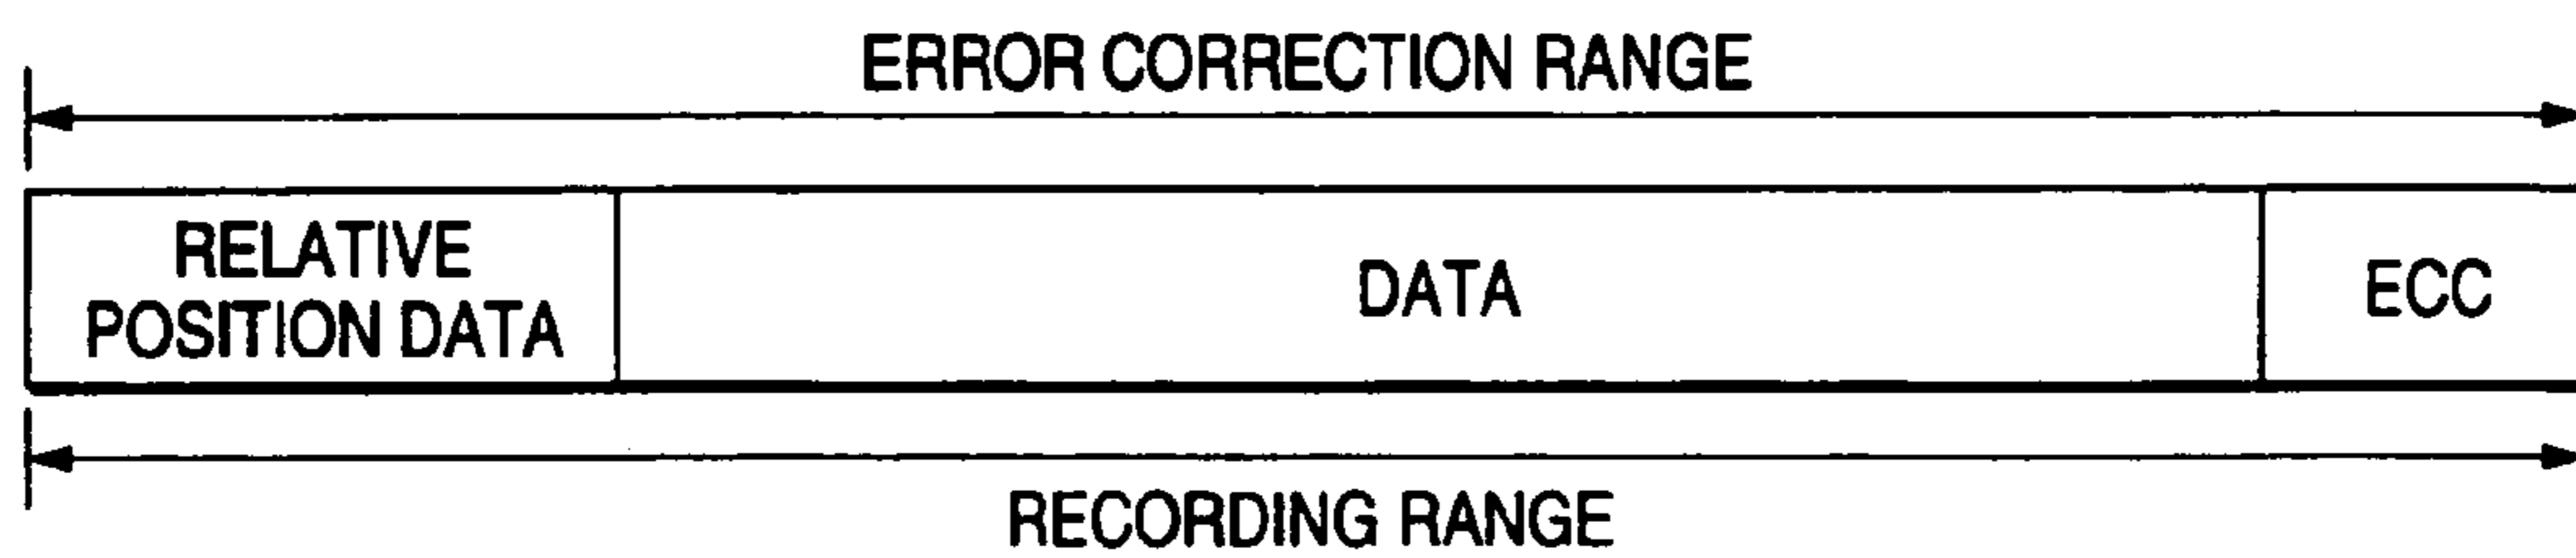 ERROR CORRECTION RANGE
RELATIVE
POSITION DATA
DATA
ECC
RECORDING RANGE